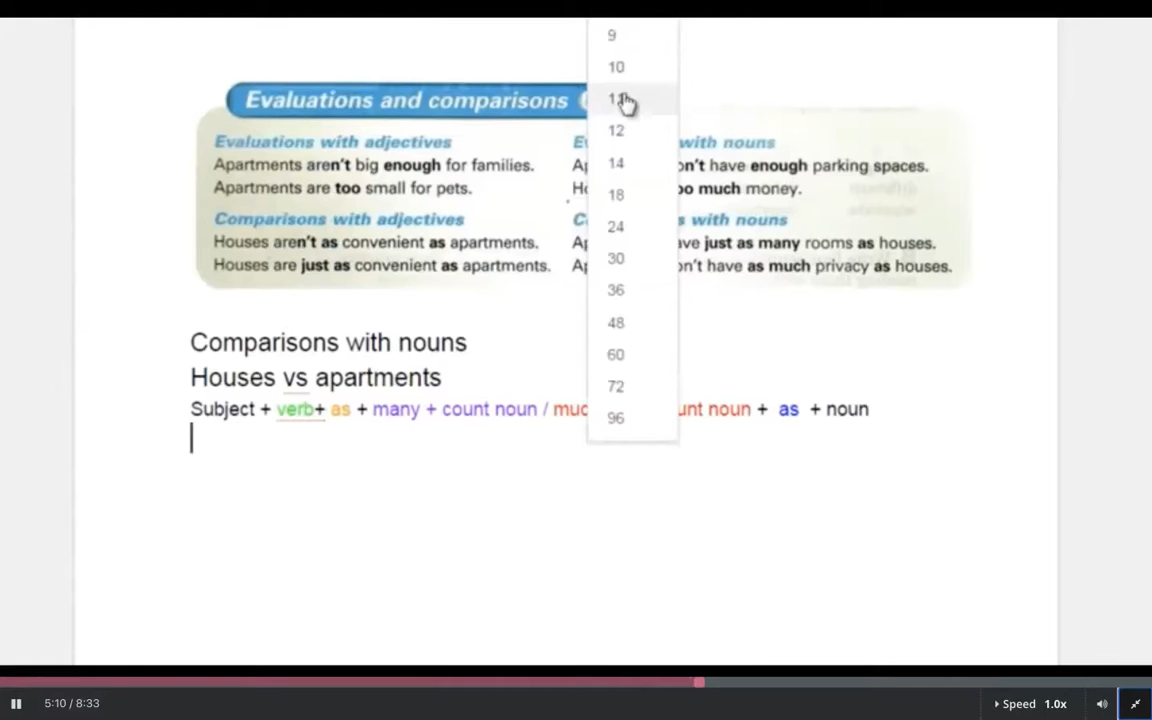 9
10
12
14
18
24
30
36
48
60
72
96
Evaluations and comparisons
Evaluations with adjectives
Apartments aren't big enough for families.
Apartments are too small for pets.
Comparisons with adjectives
Houses aren't as convenient as apartments.
Houses are just as convenient as apartments.
with nouns
have enough parking spaces.
much money.
with nouns
just as many rooms as houses.
have as much privacy as houses.
Comparisons with nouns
Houses vs apartments
Subject + verb+ as + many + count noun / noun + as + noun
5:10 / 8:33
Speed 1.0x